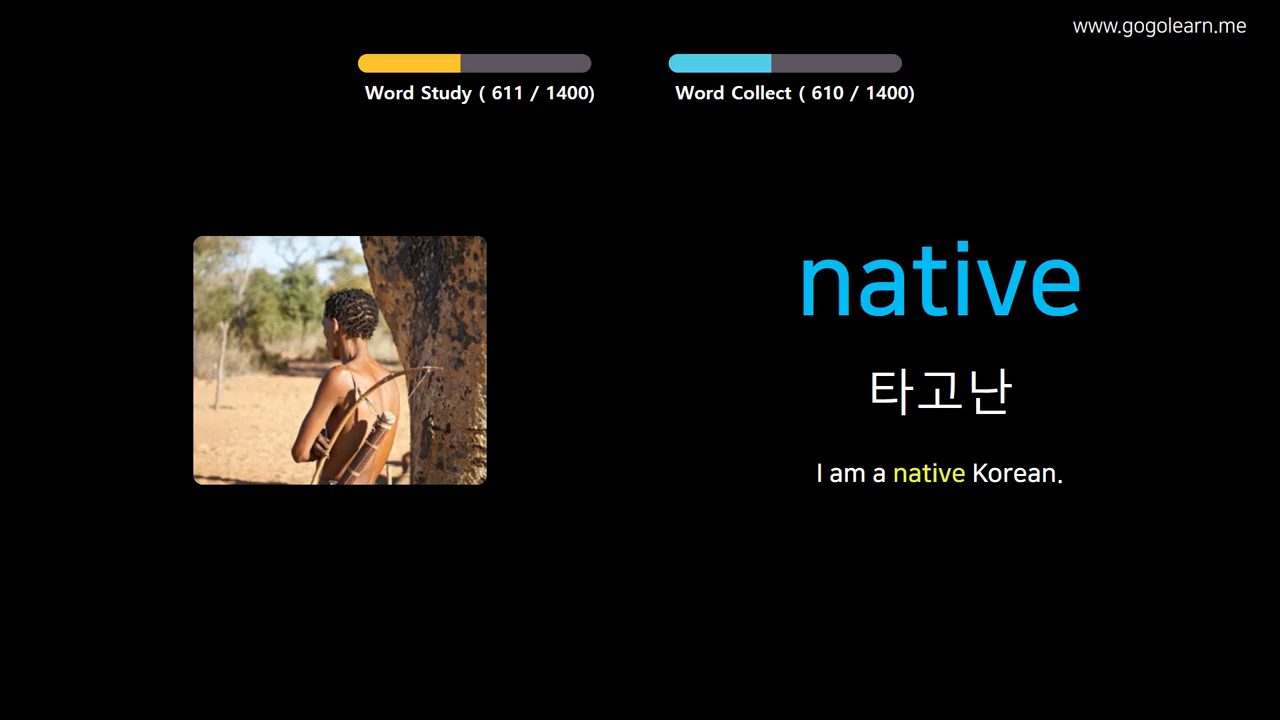 www.gogolearn.me
Word Study ( 611 / 1400)
Word Collect ( 610 / 1400)
native
타고난
I am a native Korean.